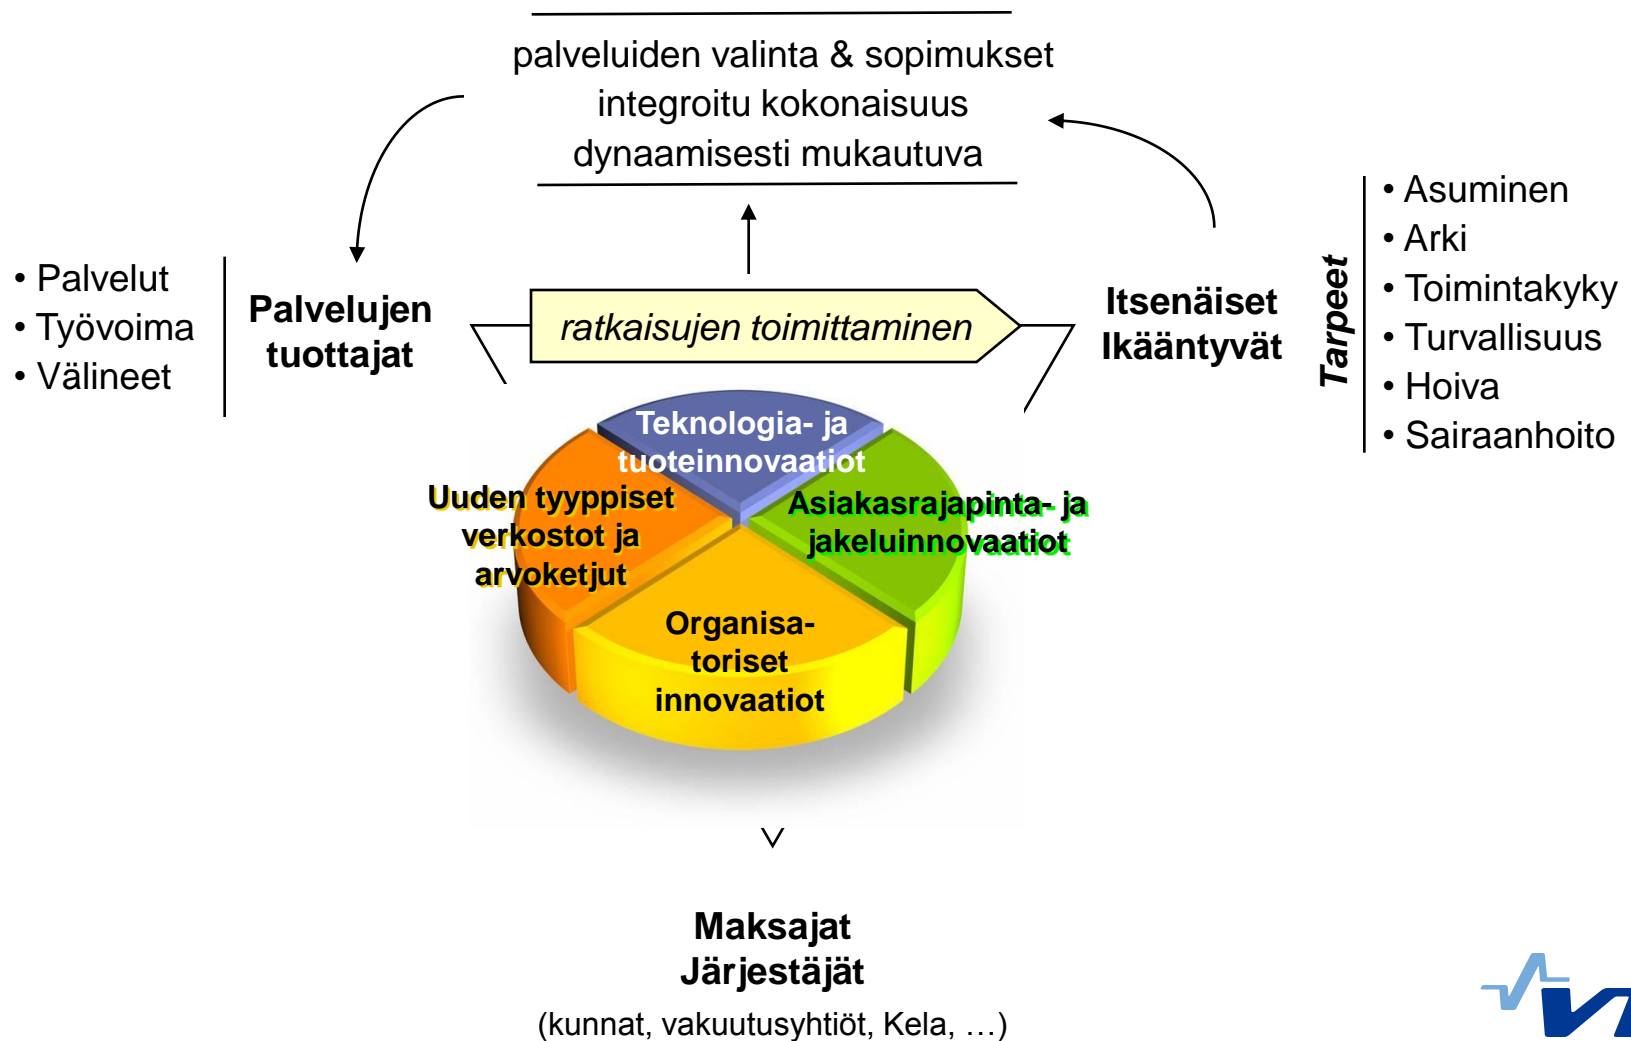 palveluiden valinta & sopimukset
integroitu kokonaisuus
dynaamisesti mukautuva
• Palvelut
• Työvoima
• Välineet
Palvelujen
tuottajat
ratkaisujen toimittaminen
Itsenäiset
Ikääntyvät
Tarpeet
• Asuminen
• Arki
• Toimintakyky
• Turvallisuus
• Hoiva
• Sairaanhoito
Teknologia- ja
tuoteinnovaatiot
Uuden tyyppiset
verkostot ja
arvoketjut
Asiakasrajapinta- ja
jakeluinnovaatiot
Organisa-
toriset
innovaatiot
Maksajat
Järjestäjät
(kunnat, vakuutusyhtiöt, Kela, …)